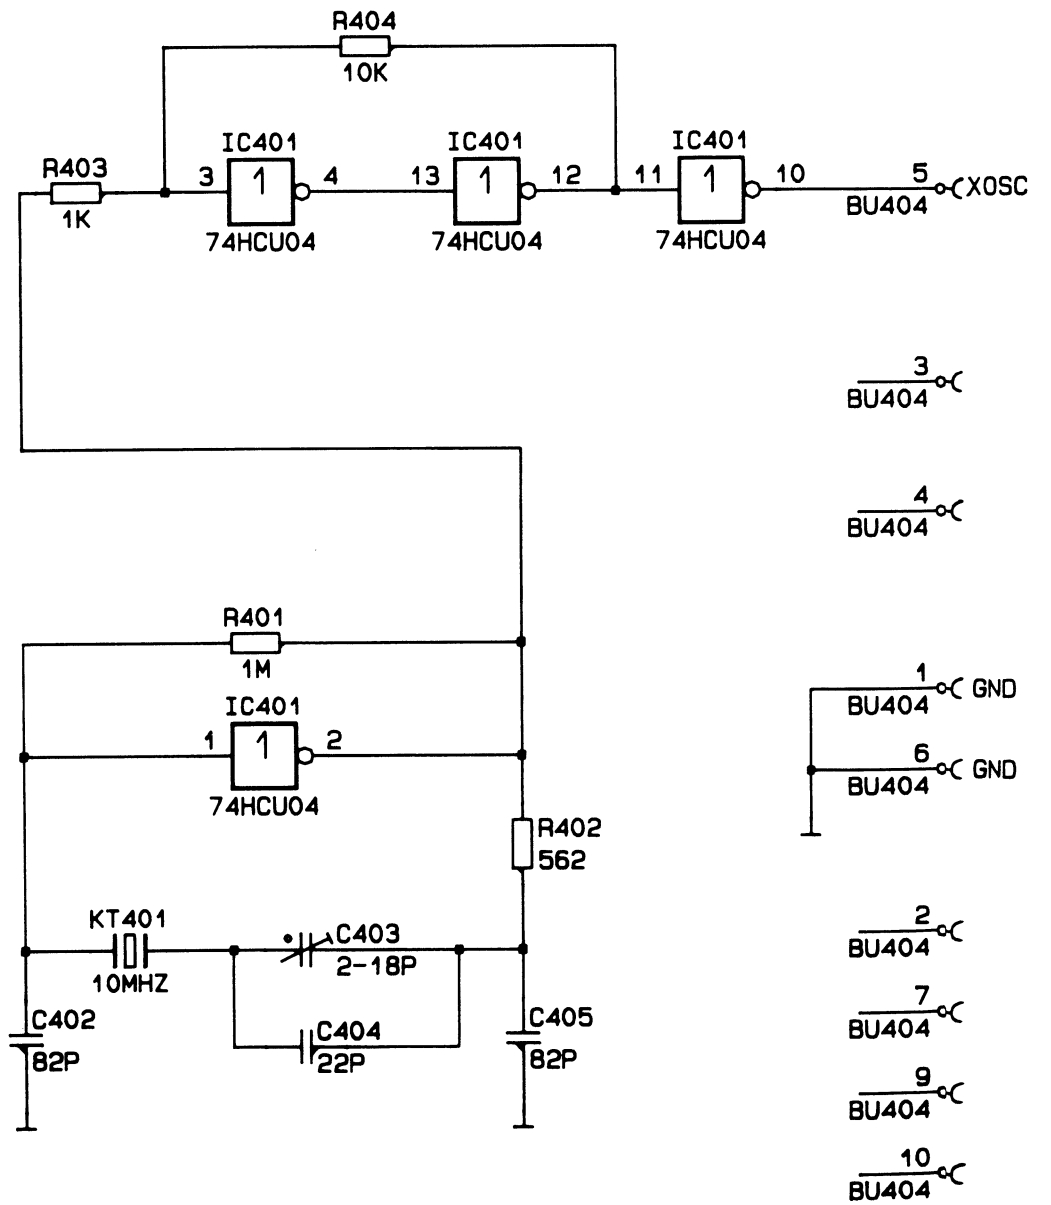 R404
10K
IC401
IC401
IC401
R403
1K
3
1
4
13
1
12
11
1
10
5
XOSC
BU404
74HCU04
74HCU04
74HCU04
3
BU404
4
BU404
R401
1M
IC401
1
1
2
74HCU04
1
GND
BU404
6
GND
BU404
R402
562
KT401
10MHZ
C403
2-18P
2
BU404
C402
82P
C404
22P
C405
82P
7
BU404
9
BU404
10
BU404